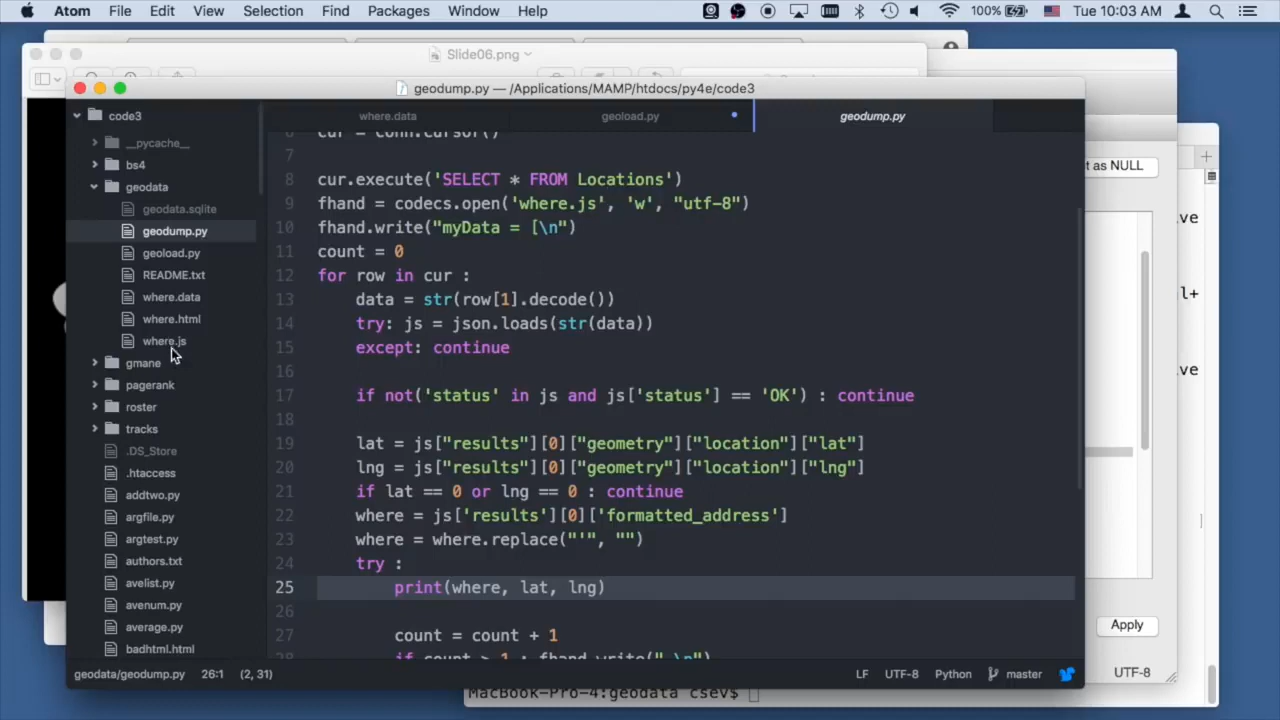 Atom File Edit View Selection Find Packages Window Help 100% Tue 10:03 AM
Slide06.png
geodump.py — /Applications/MAMP/htdocs/py4e/code3
code3
__pycache__
bs4
geodata
geodata.sqlite
geodump.py
geoload.py
README.txt
where.data
where.html
where.js
gmane
pagerank
roster
tracks
.DS_Store
.htaccess
addtwo.py
argfile.py
argtest.py
authors.txt
avelist.py
avenum.py
average.py
badhtml.html
where.data geoload.py geodump.py
6 cur = conn.cursor()
7
8 cur.execute('SELECT * FROM Locations')
9 fhand = codecs.open('where.js', 'w', "utf-8")
10 fhand.write("myData = [\n")
11 count = 0
12 for row in cur :
13 data = str(row[1].decode())
14 try: js = json.loads(str(data))
15 except: continue
16
17 if not('status' in js and js['status'] == 'OK') : continue
18
19 lat = js["results"][0]["geometry"]["location"]["lat"]
20 lng = js["results"][0]["geometry"]["location"]["lng"]
21 if lat == 0 or lng == 0 : continue
22 where = js['results'][0]['formatted_address']
23 where = where.replace("'", "")
24 try :
25 print(where, lat, lng)
26
27 count = count + 1
28 if count > 1 : fhand.write(",\n")
geodata/geodump.py 26:1 (2, 31) LF UTF-8 Python master
t as NULL
ve
l+
ve
Apply
UTF-8
MacBook-Pro-4:geodata csev$